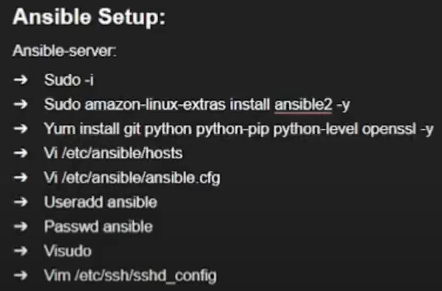 Ansible Setup:
Ansible-server:
→ Sudo -i
→ Sudo amazon-linux-extras install ansible2 -y
→ Yum install git python python-pip python-level openssl -y
→ Vi /etc/ansible/hosts
→ Vi /etc/ansible/ansible.cfg
→ Useradd ansible
→ Passwd ansible
→ Visudo
→ Vim /etc/ssh/sshd_config